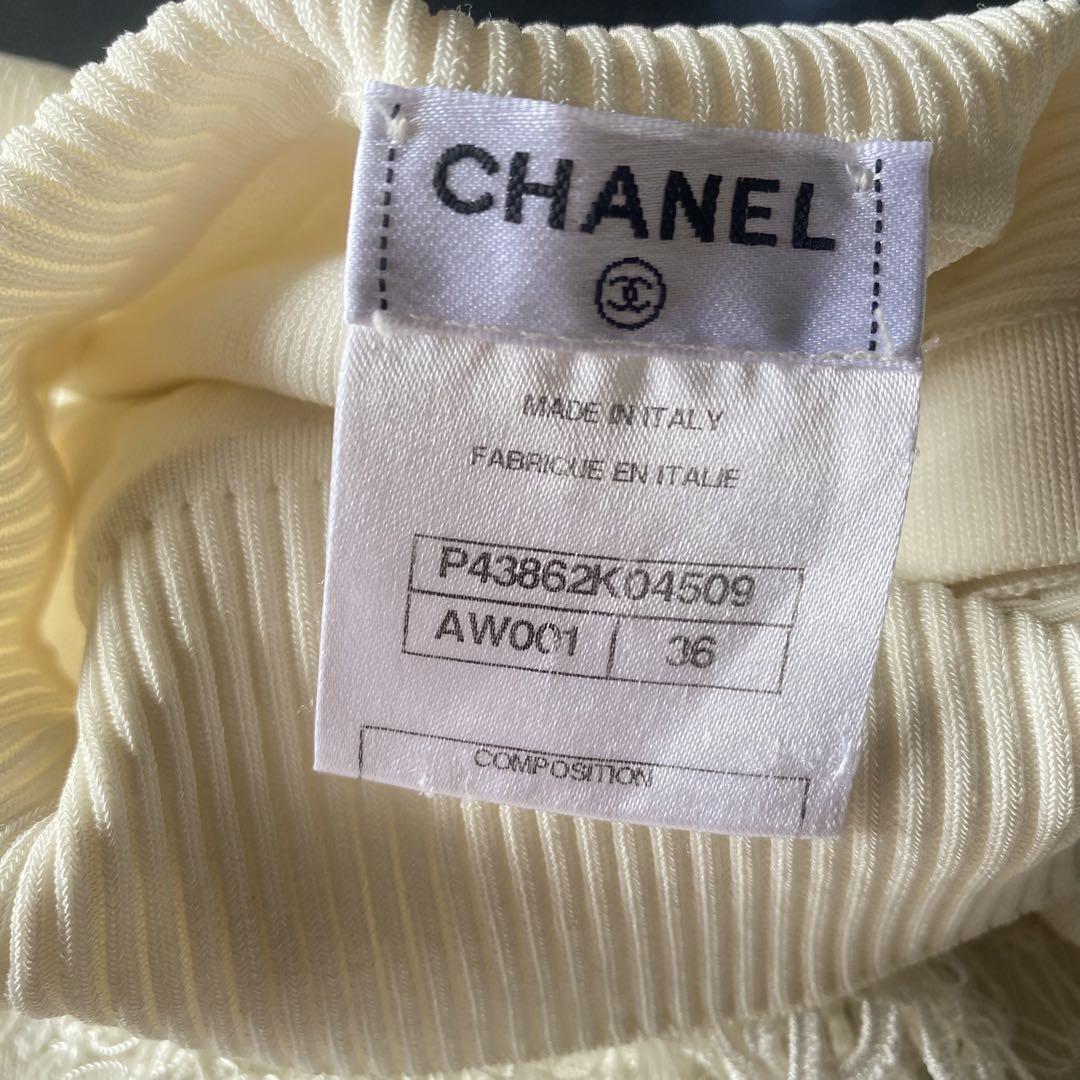 CHANEL
MADE IN ITALY
FABRIQUE EN ITALIE
P43862K04509
AW001 36
COMPOSITION